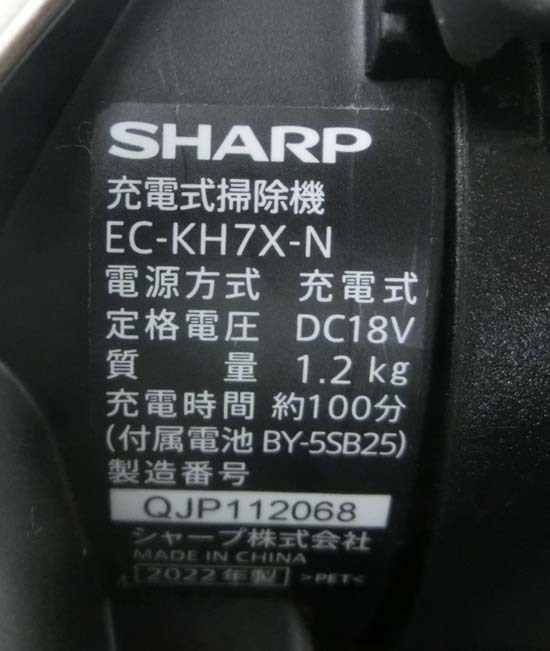 SHARP
充電式掃除機
EC-KH7X-N
電源方式 充電式
定格電圧 DC18V
質量 1.2 kg
充電時間 約100分
(付属電池 BY-5SB25)
製造番号
QJP112068
シャープ株式会社
MADE IN CHINA
2022年製 >PET<